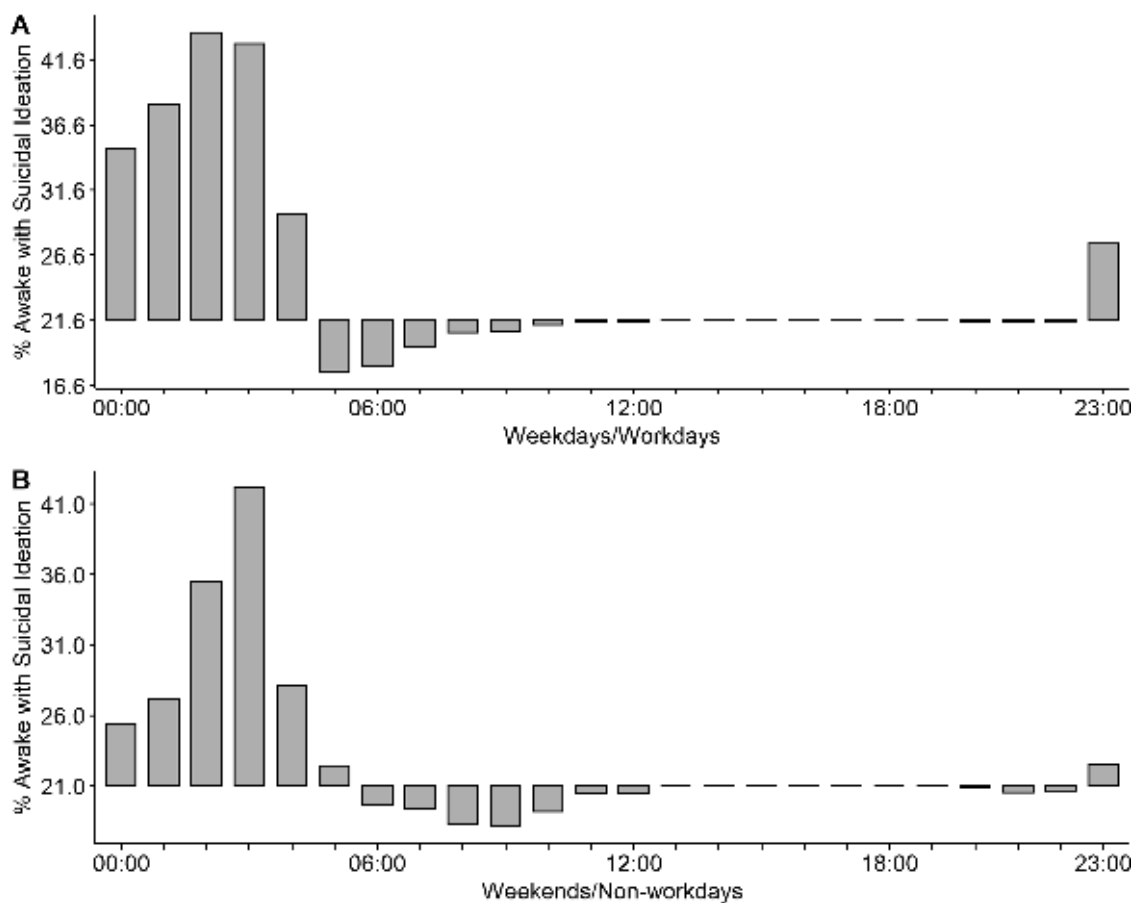 A
% Awake with Suicidal Ideation
41.6
36.6
31.6
26.6
21.6
16.6
00:00 06:00 12:00 18:00 23:00
Weekdays/Workdays
B
% Awake with Suicidal Ideation
41.0
36.0
31.0
26.0
21.0
00:00 06:00 12:00 18:00 23:00
Weekends/Non-workdays